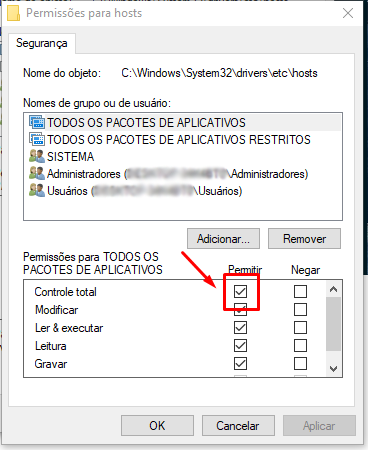 Permissões para hosts
Segurança
Nome do objeto: C:\Windows\System32\drivers\etc\hosts
Nomes de grupo ou de usuário:
TODOS OS PACOTES DE APLICATIVOS
TODOS OS PACOTES DE APLICATIVOS RESTRITOS
SISTEMA
Administradores ( \Administradores)
Usuários ( \Usuários)
Adicionar... Remover
Permissões para TODOS OS
PACOTES DE APLICATIVOS Permitir Negar
Controle total
Modificar
Ler & executar
Leitura
Gravar
OK Cancelar Aplicar